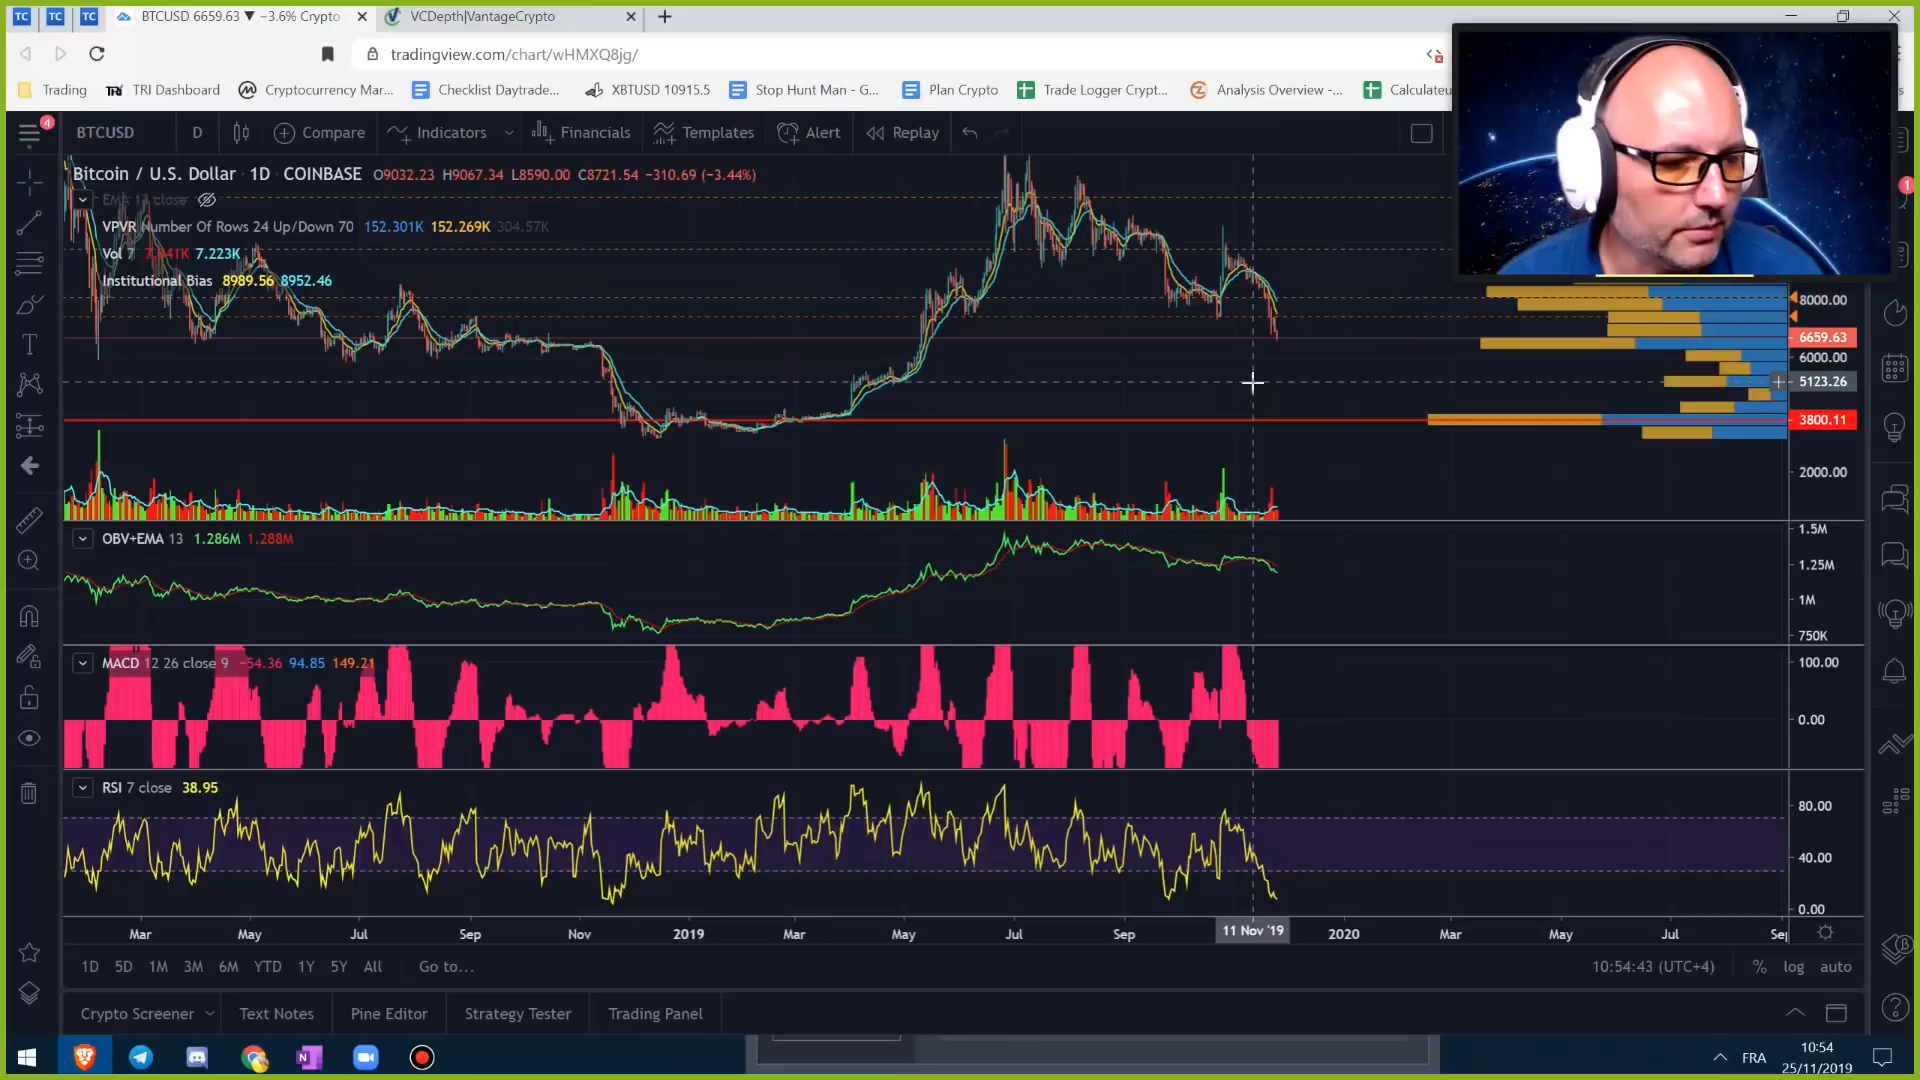 TC TC TC BTCUSD 6659.63 ▼ −3.6% Crypto VCDepth|VantageCrypto
tradingview.com/chart/wHMXQ8jg/
Trading TRI TRI Dashboard Cryptocurrency Mar... Checklist Daytrade... XBTUSD 10915.5 Stop Hunt Man - G... Plan Crypto Trade Logger Crypt... Analysis Overview -... Calculateu
4 BTCUSD D Compare Indicators Financials Templates Alert Replay
Bitcoin / U.S. Dollar · 1D · COINBASE O9032.23 H9067.34 L8590.00 C8721.54 −310.69 (−3.44%)
1
VPVR Number Of Rows 24 Up/Down 70 152.301K 152.269K 304.57K
Vol 7 7.223K
Institutional Bias 8989.56 8952.46
8000.00
6659.63
6000.00
5123.26
3800.11
2000.00
OBV+EMA 13 1.286M 1.288M
1.5M
1.25M
1M
750K
MACD 12 26 close 9 −54.36 94.85 149.21
100.00
0.00
RSI 7 close 38.95
80.00
40.00
0.00
Mar May Jul Sep Nov 2019 Mar May Jul Sep 11 Nov '19 2020 Mar May Jul
1D 5D 1M 3M 6M YTD 1Y 5Y All Go to... 10:54:43 (UTC+4) % log auto
Crypto Screener Text Notes Pine Editor Strategy Tester Trading Panel
FRA 10:54
25/11/2019